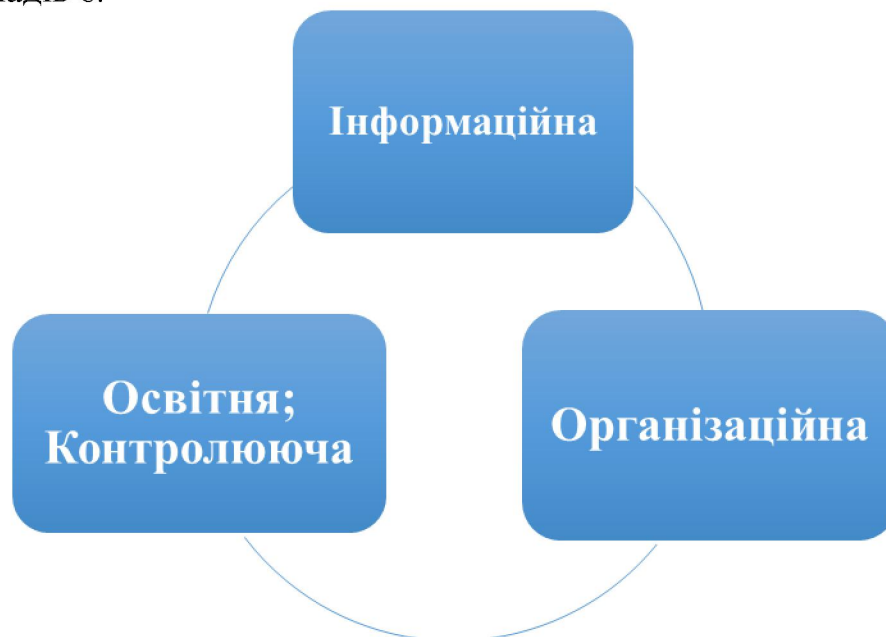 Інформаційна
Освітня;
Контролююча
Організаційна